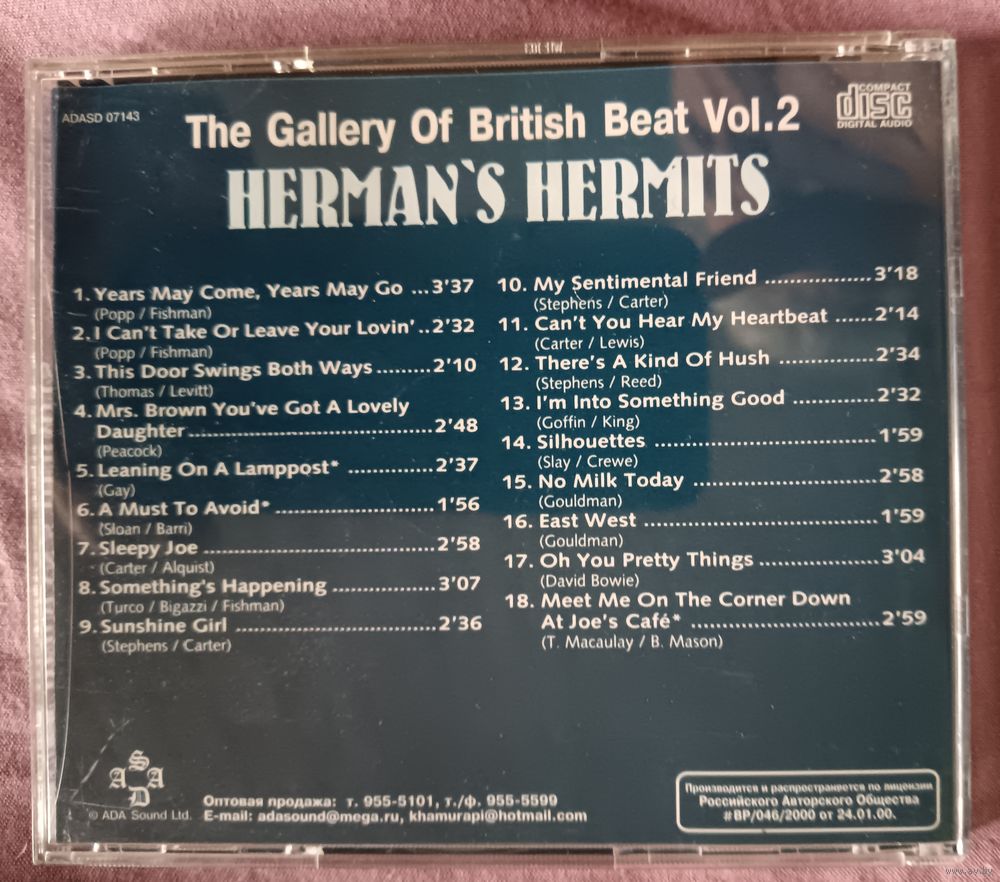 ADASD 07143
COMPACT
disc
DIGITAL AUDIO
The Gallery Of British Beat Vol.2
HERMAN`S HERMITS
1. Years May Come, Years May Go ...3'37
(Popp / Fishman)
2. I Can't Take Or Leave Your Lovin'..2'32
(Popp / Fishman)
3. This Door Swings Both Ways.........2'10
(Thomas / Levitt)
4. Mrs. Brown You've Got A Lovely
Daughter...................................2'48
(Peacock)
5. Leaning On A Lamppost* ............2'37
(Gay)
6. A Must To Avoid*.......................1'56
(Sloan / Barri)
7. Sleepy Joe.................................2'58
(Carter / Alquist)
8. Something's Happening...............3'07
(Turco / Bigazzi / Fishman)
9. Sunshine Girl .............................2'36
(Stephens / Carter)
10. My Sentimental Friend ...............3'18
(Stephens / Carter)
11. Can't You Hear My Heartbeat ......2'14
(Carter / Lewis)
12. There's A Kind Of Hush ..............2'34
(Stephens / Reed)
13. I'm Into Something Good ............2'32
(Goffin / King)
14. Silhouettes ................................1'59
(Slay / Crewe)
15. No Milk Today ...........................2'58
(Gouldman)
16. East West ..................................1'59
(Gouldman)
17. Oh You Pretty Things .................3'04
(David Bowie)
18. Meet Me On The Corner Down
At Joe's Café* ...........................2'59
(T. Macaulay / B. Mason)
S
A A
D
© ADA Sound Ltd.
Оптовая продажа: т. 955-5101, т./ф. 955-5599
E-mail: adasound@mega.ru, khamurapi@hotmail.com
Производится и распространяется по лицензии
Российского Авторского Общества
#ВР/046/2000 от 24.01.00.
www.ay.by